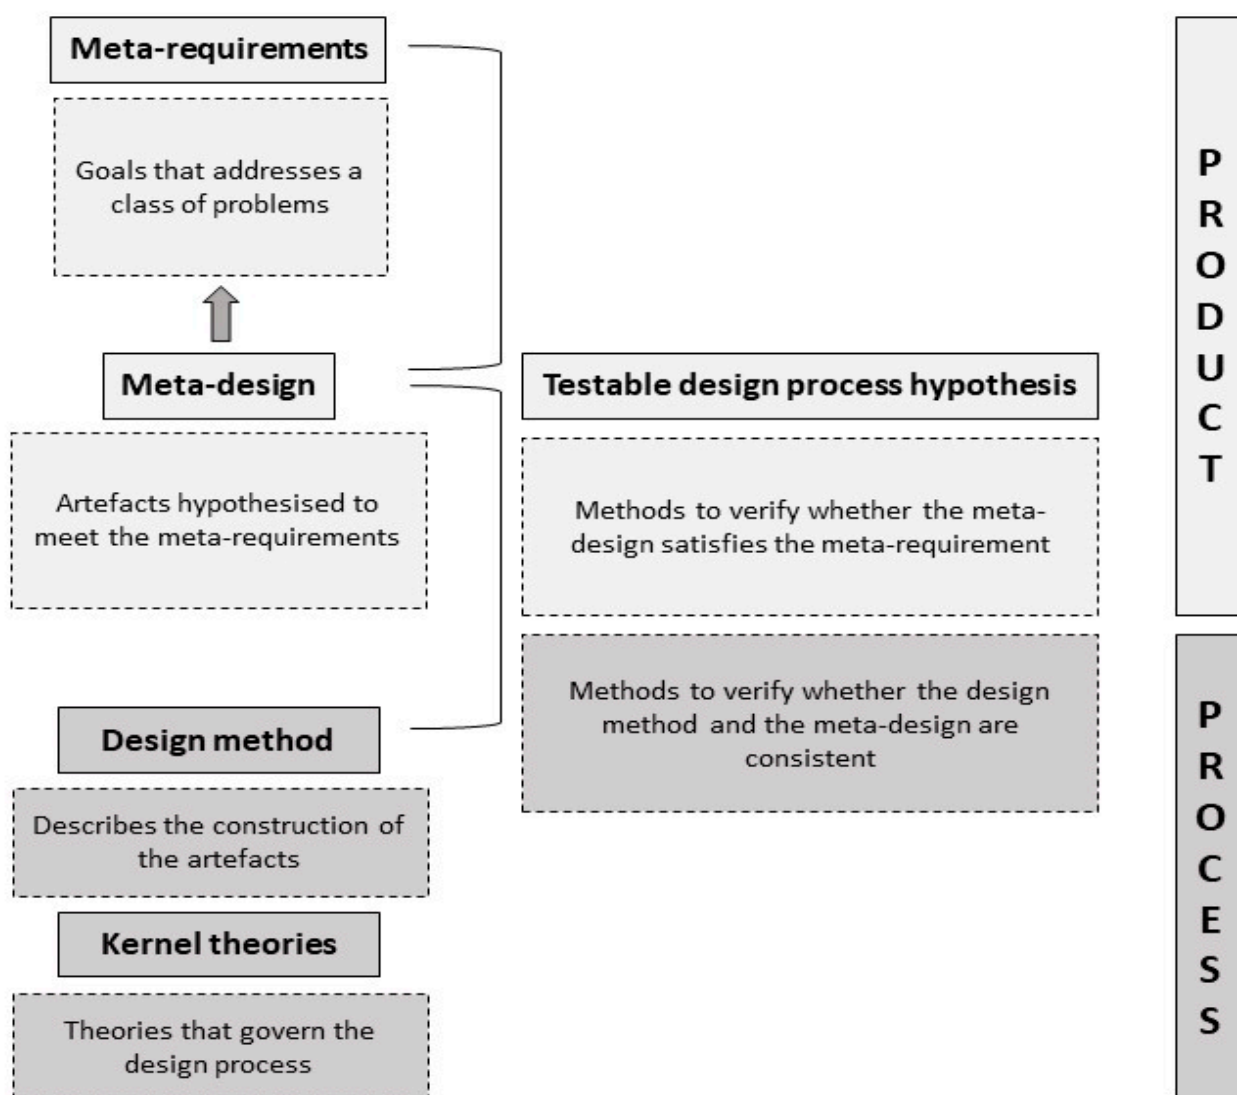 Meta-requirements
Goals that addresses a
class of problems
Meta-design
Artefacts hypothesised to
meet the meta-requirements
Testable design process hypothesis
Methods to verify whether the meta-
design satisfies the meta-requirement
Methods to verify whether the design
method and the meta-design are
consistent
Design method
Describes the construction of
the artefacts
Kernel theories
Theories that govern the
design process
PRODUCT
PROCESS